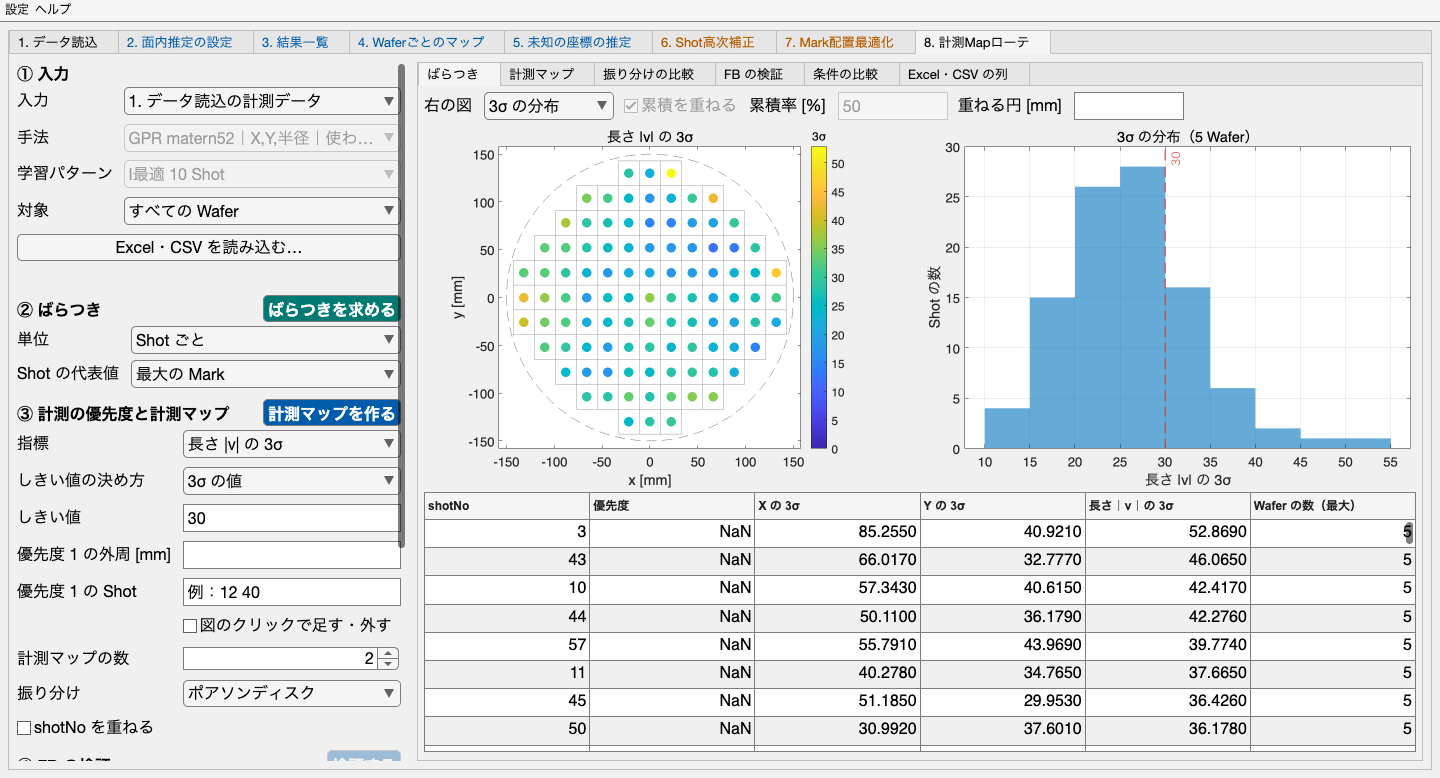 設定 ヘルプ
1. データ読込 2. 面内推定の設定 3. 結果一覧 4. Waferごとのマップ 5. 未知の座標の推定 6. Shot高次補正 7. Mark配置最適化 8. 計測Mapローテ
① 入力
入力 1. データ読込の計測データ
手法 GPR matern52｜X,Y,半径｜使わ...
学習パターン I最適 10 Shot
対象 すべての Wafer
Excel・CSV を読み込む...
② ばらつき ばらつきを求める
単位 Shot ごと
Shot の代表値 最大の Mark
③ 計測の優先度と計測マップ 計測マップを作る
指標 長さ |v| の 3σ
しきい値の決め方 3σ の値
しきい値 30
優先度 1 の外周 [mm]
優先度 1 の Shot 例：12 40
図のクリックで足す・外す
計測マップの数 2
振り分け ポアソンディスク
shotNo を重ねる
ばらつき 計測マップ 振り分けの比較 FB の検証 条件の比較 Excel・CSV の列
右の図 3σ の分布 累積を重ねる 累積率 [%] 50 重ねる円 [mm]
長さ |v| の 3σ
3σ
150
100
50
0
-50
-100
-150
y [mm]
-150 -100 -50 0 50 100 150
x [mm]
50
45
40
35
30
25
20
15
10
5
0
3σ の分布（5 Wafer）
30
30
25
20
15
10
5
0
Shot の数
10 15 20 25 30 35 40 45 50 55
長さ |v| の 3σ
shotNo 優先度 X の 3σ Y の 3σ 長さ｜v｜の 3σ Wafer の数（最大）
3 NaN 85.2550 40.9210 52.8690 5
43 NaN 66.0170 32.7770 46.0650 5
10 NaN 57.3430 40.6150 42.4170 5
44 NaN 50.1100 36.1790 42.2760 5
57 NaN 55.7910 43.9690 39.7740 5
11 NaN 40.2780 34.7650 37.6650 5
45 NaN 51.1850 29.9530 36.4260 5
50 NaN 30.9920 37.6010 36.1780 5